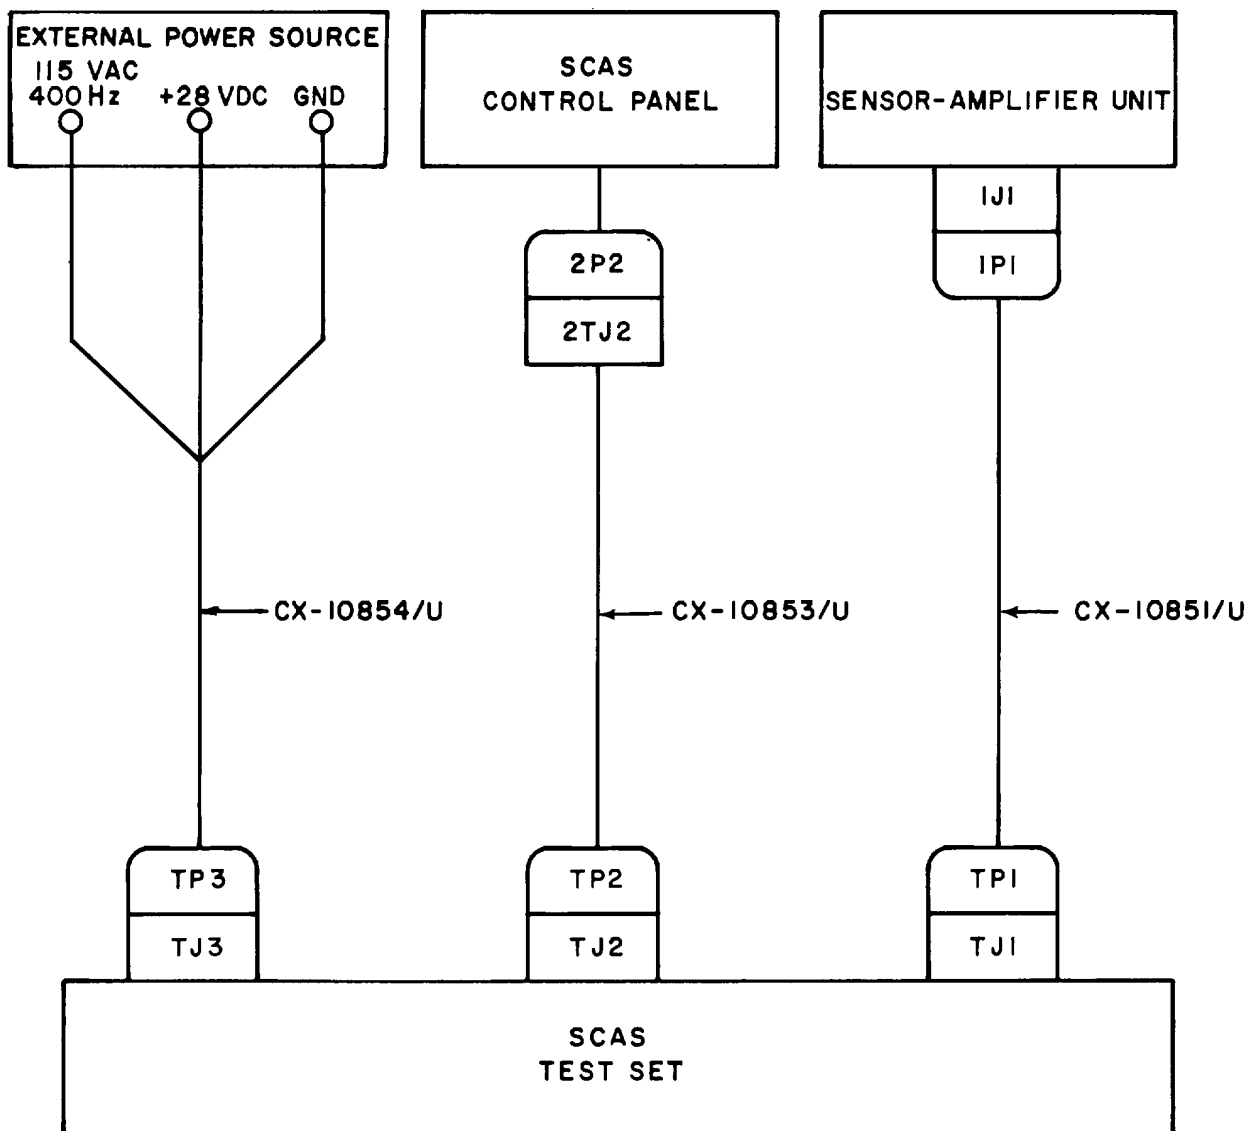 EXTERNAL POWER SOURCE
115 VAC
400 Hz +28 VDC GND
SCAS
CONTROL PANEL
SENSOR-AMPLIFIER UNIT
1J1
1P1
2P2
2TJ2
CX-10854/U
CX-10853/U
CX-10851/U
TP3
TJ3
TP2
TJ2
TP1
TJ1
SCAS
TEST SET